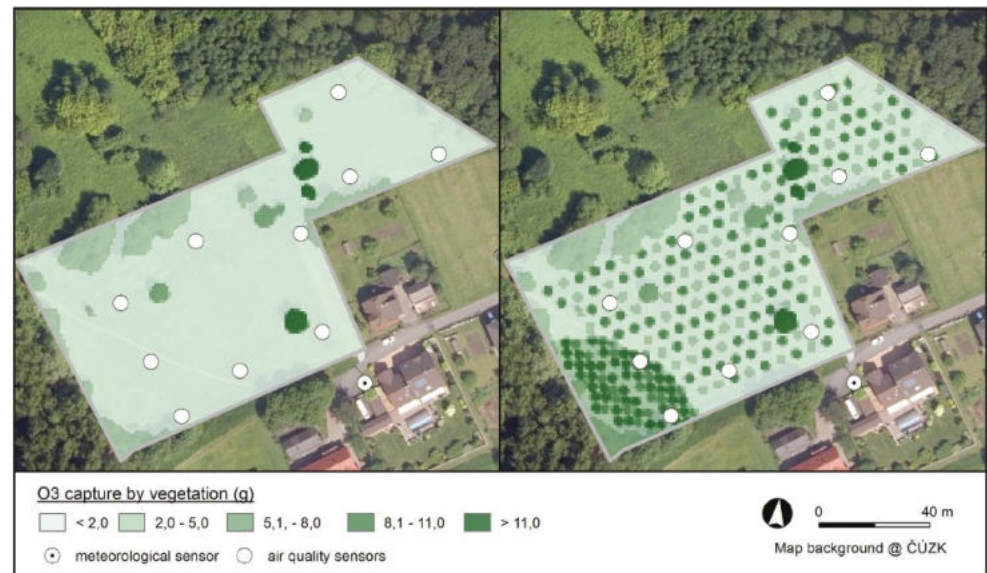 O3 capture by vegetation (g)
< 2,0 2,0 - 5,0 5,1, - 8,0 8,1 - 11,0 > 11,0
meteorological sensor air quality sensors
0 40 m
Map background @ ČÚZK